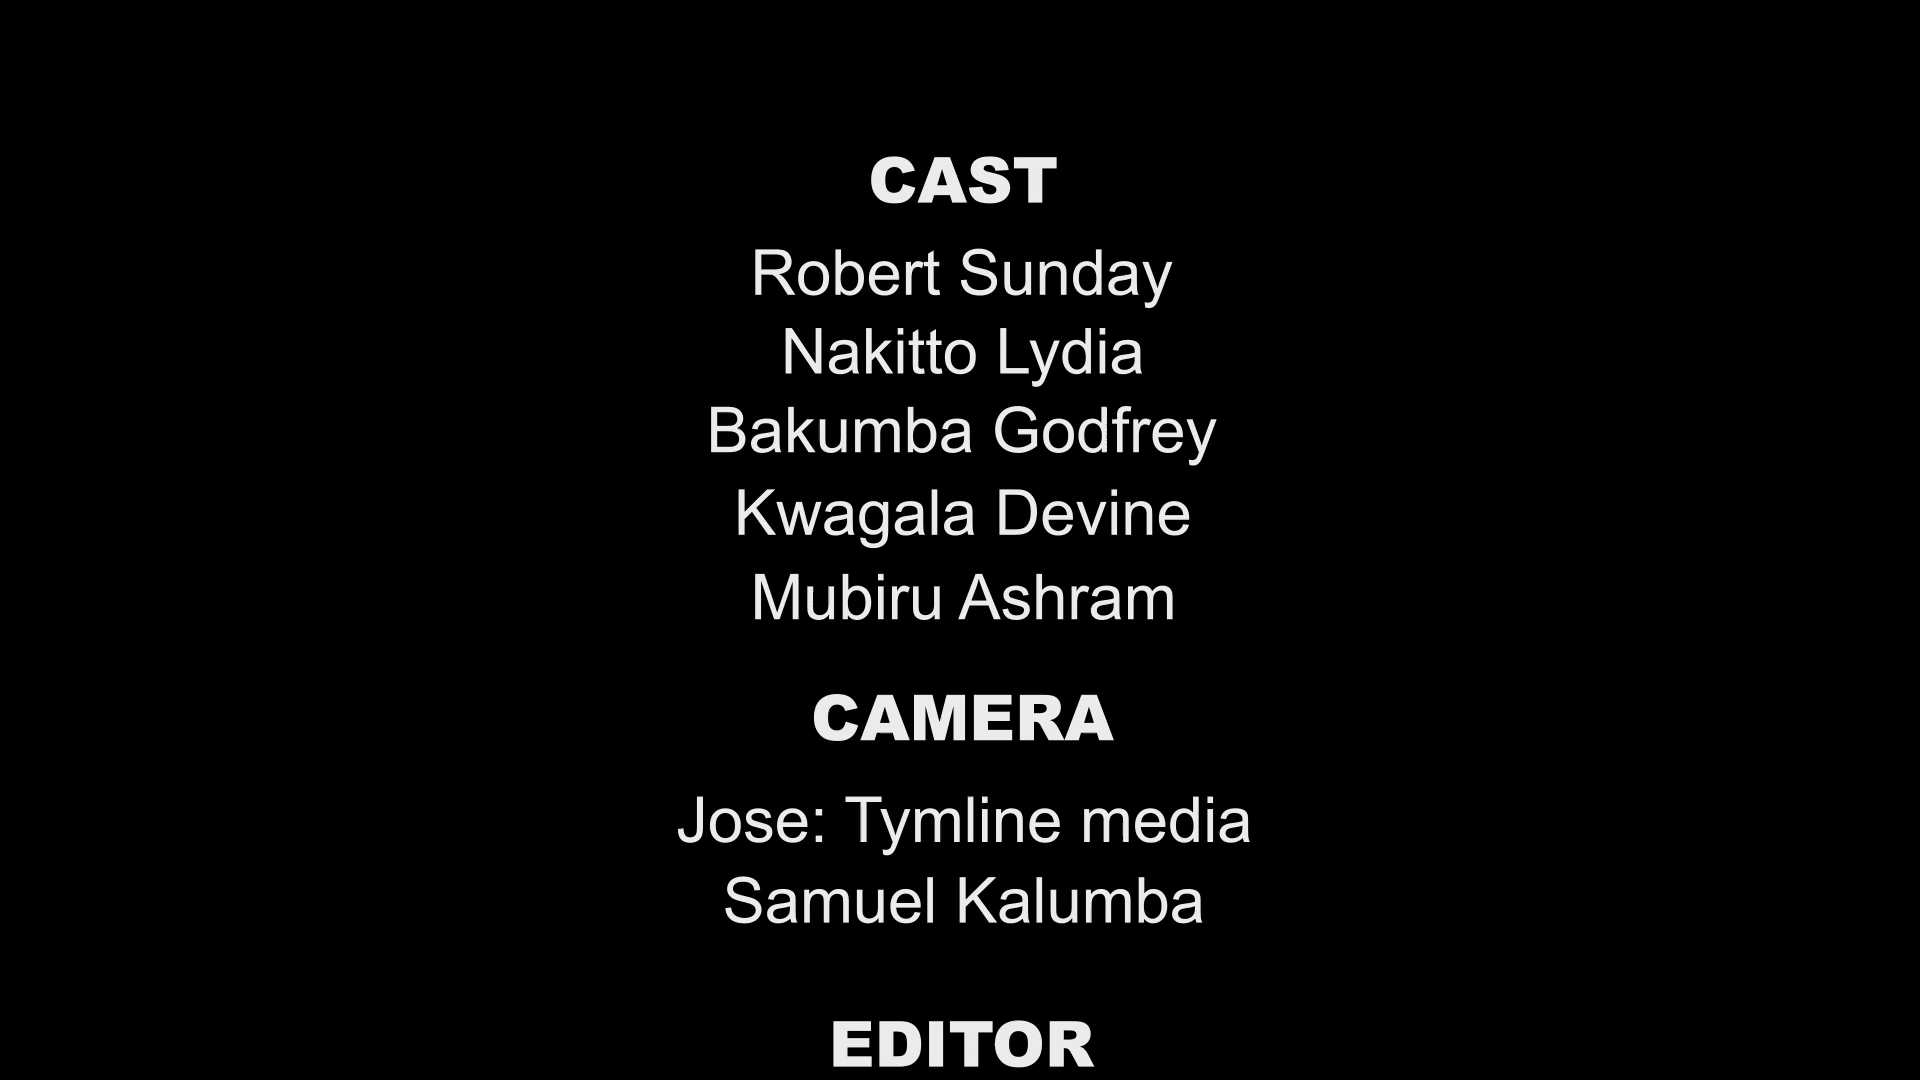 CAST
Robert Sunday
Nakitto Lydia
Bakumba Godfrey
Kwagala Devine
Mubiru Ashram
CAMERA
Jose: Tymline media
Samuel Kalumba
EDITOR